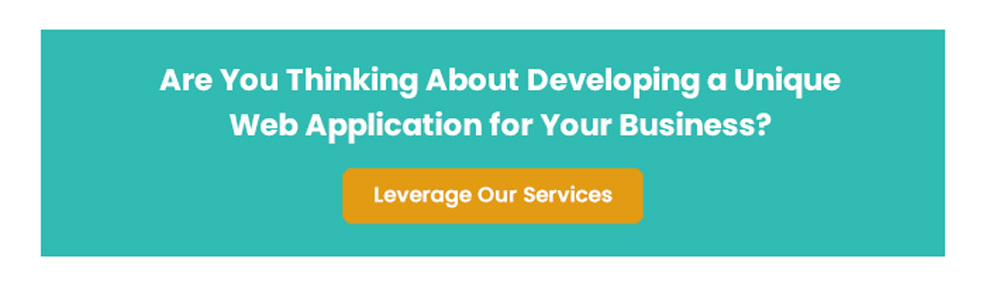 Are You Thinking About Developing a Unique
Web Application for Your Business?
Leverage Our Services